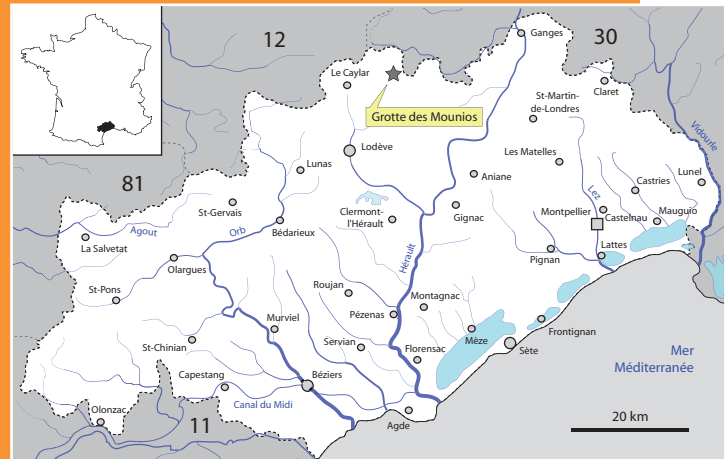 12
30
Ganges
Le Caylar
Claret
St-Martin-
de-Londres
Grotte des Mounios
Vidourle
Lodève
Les Matelles
Lunas
Aniane
81
Lunel
Castries
Lez
St-Gervais
Clermont-
l'Hérault
Gignac
Montpellier
Castelnau
Mauguio
Agout
Orb
Bédarieux
La Salvetat
Hérault
Pignan
Lattes
Olargues
St-Pons
Roujan
Montagnac
Pézenas
Murviel
Mèze
Frontignan
St-Chinian
Servian
Florensac
Sète
Mer
Méditerranée
Capestang
Béziers
Canal du Midi
Olonzac
11
Agde
20 km